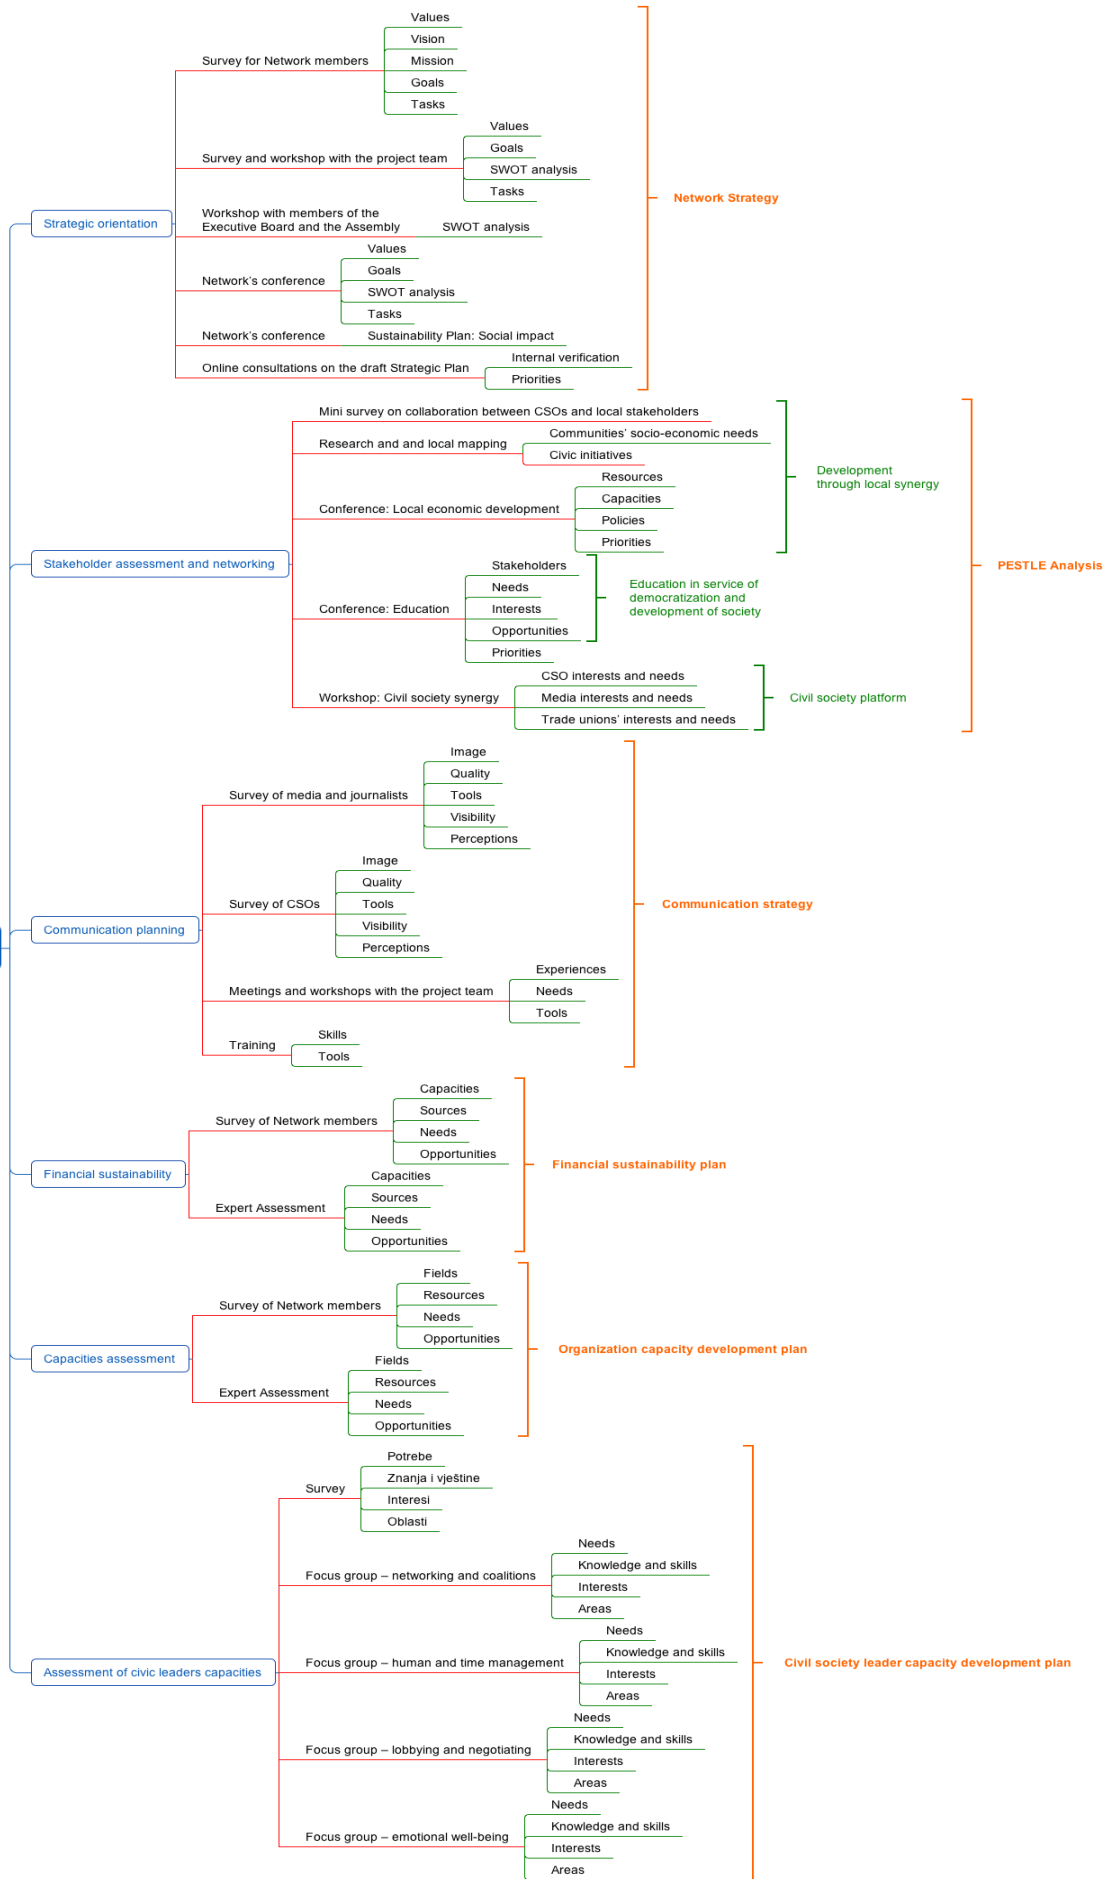 Strategic orientation
Survey for Network members
Values
Vision
Mission
Goals
Tasks
Survey and workshop with the project team
Values
Goals
SWOT analysis
Tasks
Workshop with members of the
Executive Board and the Assembly
SWOT analysis
Network's conference
Values
Goals
SWOT analysis
Tasks
Network's conference
Sustainability Plan: Social impact
Online consultations on the draft Strategic Plan
Internal verification
Priorities
Network Strategy
Stakeholder assessment and networking
Mini survey on collaboration between CSOs and local stakeholders
Research and and local mapping
Communities' socio-economic needs
Civic initiatives
Conference: Local economic development
Resources
Capacities
Policies
Priorities
Development
through local synergy
Conference: Education
Stakeholders
Needs
Interests
Opportunities
Priorities
Education in service of
democratization and
development of society
Workshop: Civil society synergy
CSO interests and needs
Media interests and needs
Trade unions' interests and needs
Civil society platform
PESTLE Analysis
Communication planning
Survey of media and journalists
Image
Quality
Tools
Visibility
Perceptions
Survey of CSOs
Image
Quality
Tools
Visibility
Perceptions
Meetings and workshops with the project team
Experiences
Needs
Tools
Training
Skills
Tools
Communication strategy
Financial sustainability
Survey of Network members
Capacities
Sources
Needs
Opportunities
Expert Assessment
Capacities
Sources
Needs
Opportunities
Financial sustainability plan
Capacities assessment
Survey of Network members
Fields
Resources
Needs
Opportunities
Expert Assessment
Fields
Resources
Needs
Opportunities
Organization capacity development plan
Assessment of civic leaders capacities
Survey
Potrebe
Znanja i vještine
Interesi
Oblasti
Focus group – networking and coalitions
Needs
Knowledge and skills
Interests
Areas
Focus group – human and time management
Needs
Knowledge and skills
Interests
Areas
Focus group – lobbying and negotiating
Needs
Knowledge and skills
Interests
Areas
Focus group – emotional well-being
Needs
Knowledge and skills
Interests
Areas
Civil society leader capacity development plan